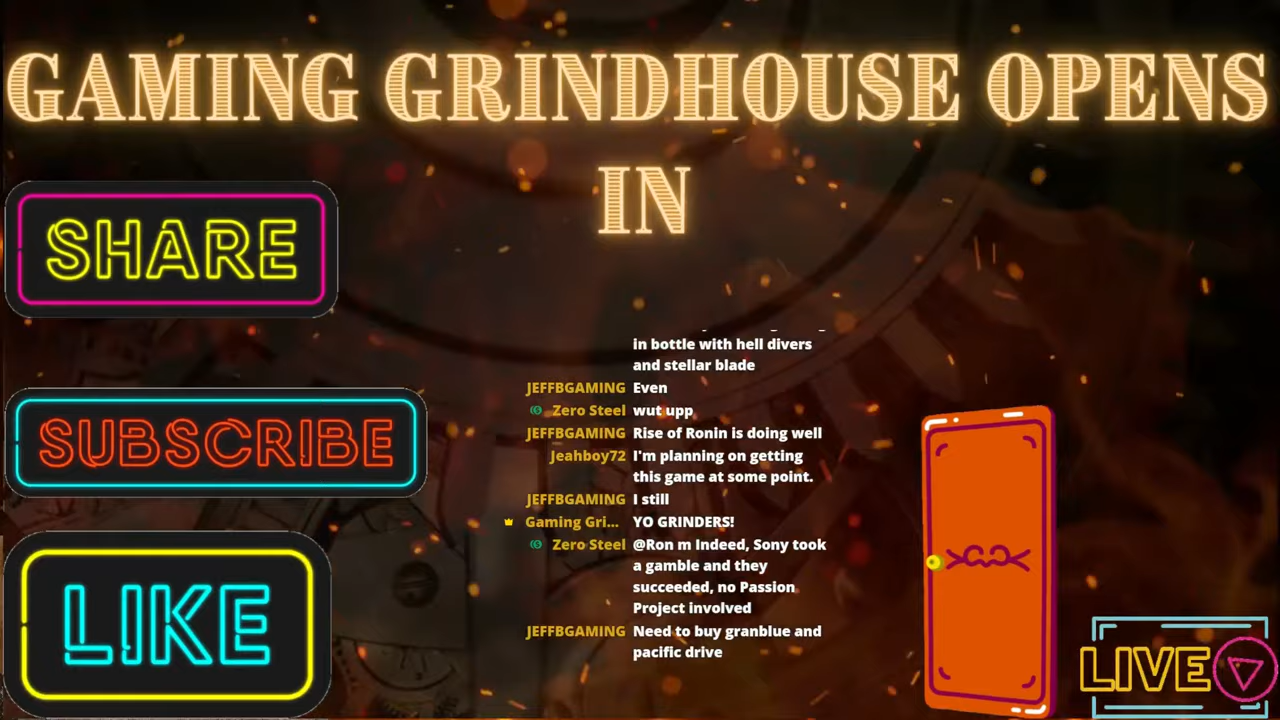 GAMING GRINDHOUSE OPENS
IN
SHARE
SUBSCRIBE
LIKE
in bottle with hell divers
and stellar blade
JEFFBGAMING Even
Zero Steel wut upp
JEFFBGAMING Rise of Ronin is doing well
Jeahboy72 I'm planning on getting
this game at some point.
JEFFBGAMING I still
Gaming Gri... YO GRINDERS!
Zero Steel @Ron m Indeed, Sony took
a gamble and they
succeeded, no Passion
Project involved
JEFFBGAMING Need to buy granblue and
pacific drive
LIVE